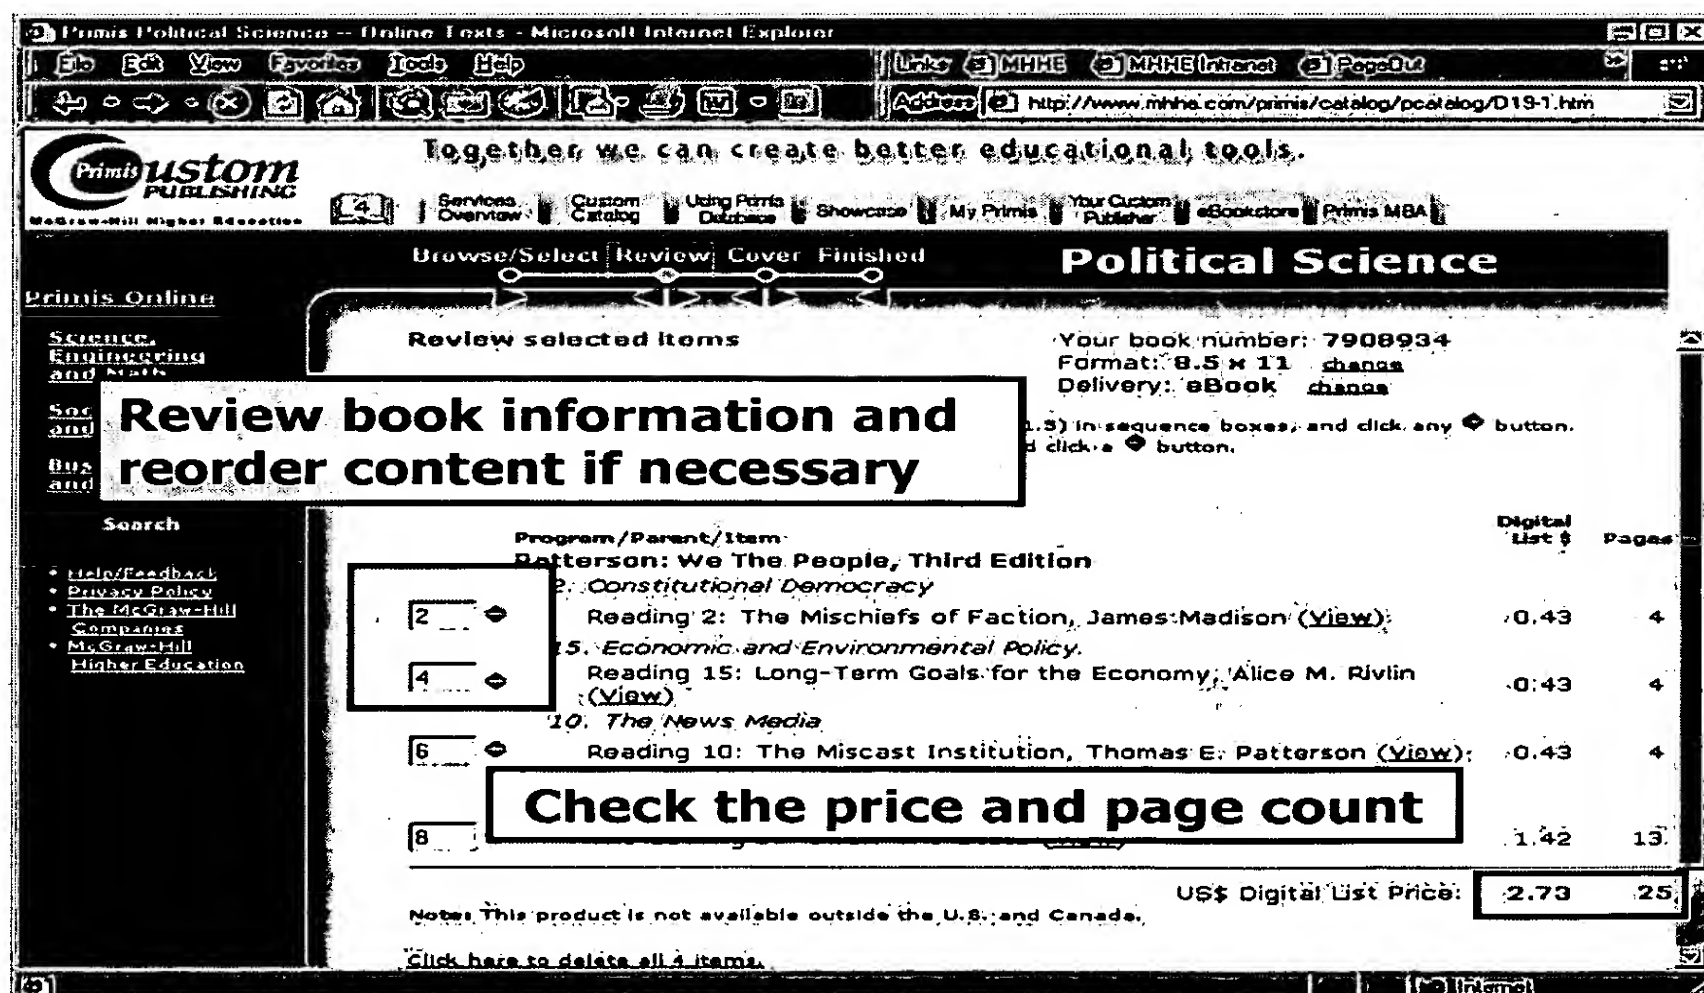 Primis Political Science -- Online Texts - Microsoft Internet Explorer
File Edit View Favorites Tools Help
Links MHHE MHHE Intranet PageOut
Address http://www.mhhe.com/primis/catalog/pcatalog/D19-1.htm
Primis Custom
PUBLISHING
McGraw-Hill Higher Education
Together we can create better educational tools.
4
Services Overview
Custom Catalog
Using Primis Database
Showcase
My Primis
Your Custom Publisher
eBookstore
Primis MBA
Browse/Select Review Cover Finished
Political Science
Primis Online
Science,
Engineering
and Math
Soc
and
Bus
and
Search
• Help/Feedback
• Privacy Policy
• The McGraw-Hill
Companies
• McGraw-Hill
Higher Education
Review selected items
Your book number: 7908934
Format: 8.5 x 11 change
Delivery: eBook change
Review book information and
reorder content if necessary
1.5) in sequence boxes, and click any button.
click a button.
Program/Parent/Item
Digital
List $
Pages
Patterson: We The People, Third Edition
2. Constitutional Democracy
2 Reading 2: The Mischiefs of Faction, James Madison (View) 0.43 4
15. Economic and Environmental Policy
4 Reading 15: Long-Term Goals for the Economy, Alice M. Rivlin
(View) 0.43 4
10. The News Media
6 Reading 10: The Miscast Institution, Thomas E. Patterson (View) 0.43 4
Check the price and page count
8 1.42 13
US$ Digital List Price: 2.73 25
Note: This product is not available outside the U.S. and Canada.
Click here to delete all 4 items.
Internet